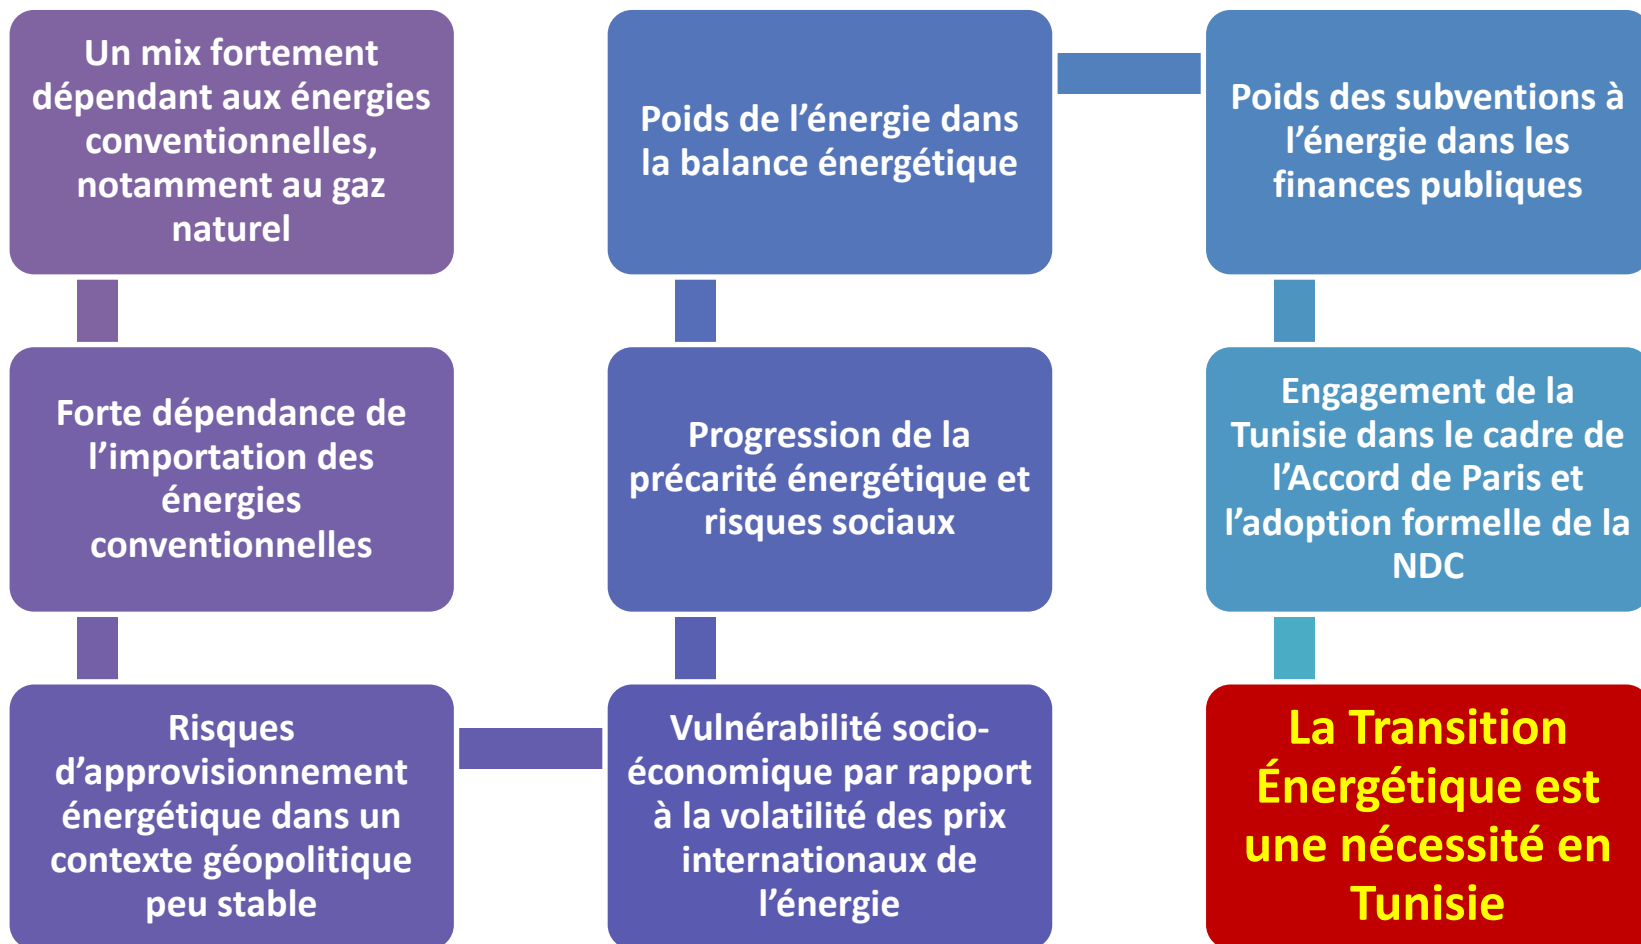 Un mix fortement
dépendant aux énergies
conventionnelles,
notamment au gaz
naturel
Forte dépendance de
l’importation des
énergies
conventionnelles
Risques
d’approvisionnement
énergétique dans un
contexte géopolitique
peu stable
Vulnérabilité socio-
économique par rapport
à la volatilité des prix
internationaux de
l’énergie
Progression de la
précarité énergétique et
risques sociaux
Poids de l’énergie dans
la balance énergétique
Poids des subventions à
l’énergie dans les
finances publiques
Engagement de la
Tunisie dans le cadre de
l’Accord de Paris et
l’adoption formelle de la
NDC
La Transition
Énergétique est
une nécessité en
Tunisie